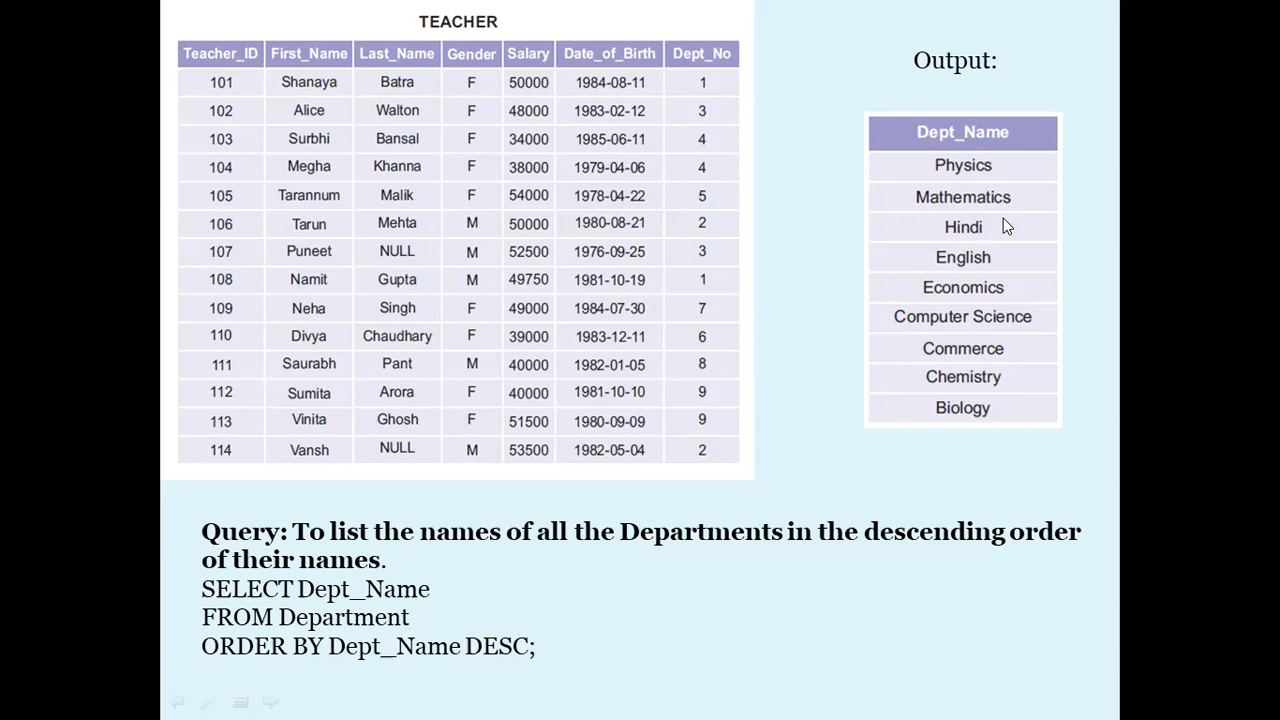 TEACHER
Teacher_ID First_Name Last_Name Gender Salary Date_of_Birth Dept_No
101 Shanaya Batra F 50000 1984-08-11 1
102 Alice Walton F 48000 1983-02-12 3
103 Surbhi Bansal F 34000 1985-06-11 4
104 Megha Khanna F 38000 1979-04-06 4
105 Tarannum Malik F 54000 1978-04-22 5
106 Tarun Mehta M 50000 1980-08-21 2
107 Puneet NULL M 52500 1976-09-25 3
108 Namit Gupta M 49750 1981-10-19 1
109 Neha Singh F 49000 1984-07-30 7
110 Divya Chaudhary F 39000 1983-12-11 6
111 Saurabh Pant M 40000 1982-01-05 8
112 Sumita Arora F 40000 1981-10-10 9
113 Vinita Ghosh F 51500 1980-09-09 9
114 Vansh NULL M 53500 1982-05-04 2
Output:
Dept_Name
Physics
Mathematics
Hindi
English
Economics
Computer Science
Commerce
Chemistry
Biology
Query: To list the names of all the Departments in the descending order
of their names.
SELECT Dept_Name
FROM Department
ORDER BY Dept_Name DESC;